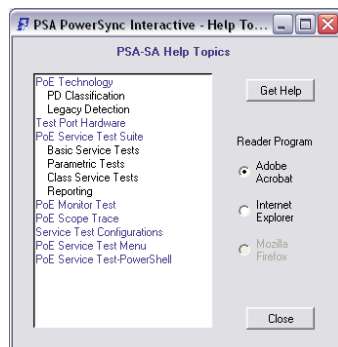 PSA PowerSync Interactive - Help To...
PSA-SA Help Topics
PoE Technology
PD Classification
Legacy Detection
Test Port Hardware
PoE Service Test Suite
Basic Service Tests
Parametric Tests
Class Service Tests
Reporting
PoE Monitor Test
PoE Scope Trace
Service Test Configurations
PoE Service Test Menu
PoE Service Test-PowerShell
Get Help
Reader Program
Adobe
Acrobat
Internet
Explorer
Mozilla
Firefox
Close